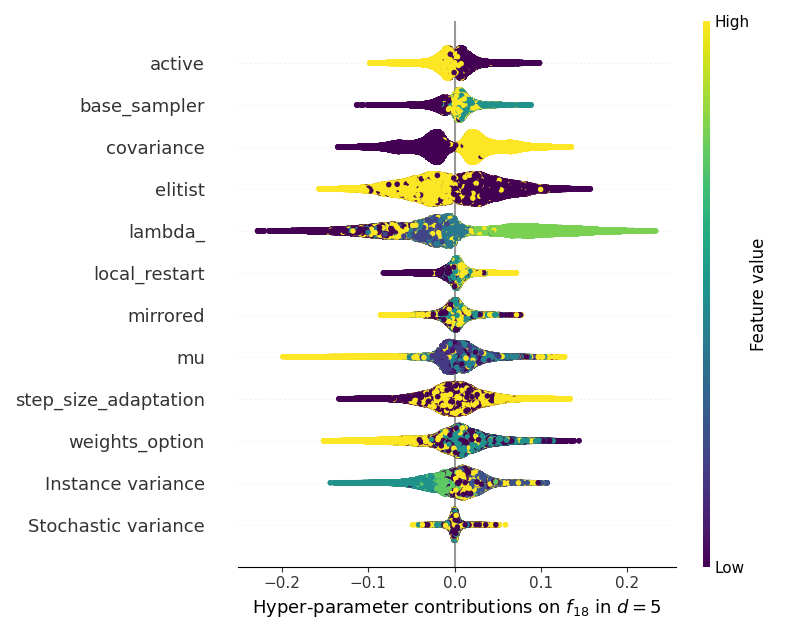 High
active
base_sampler
covariance
elitist
lambda_
local_restart
mirrored
mu
step_size_adaptation
weights_option
Instance variance
Stochastic variance
Feature value
Low
−0.2 −0.1 0.0 0.1 0.2
Hyper-parameter contributions on f₁₈ in d = 5